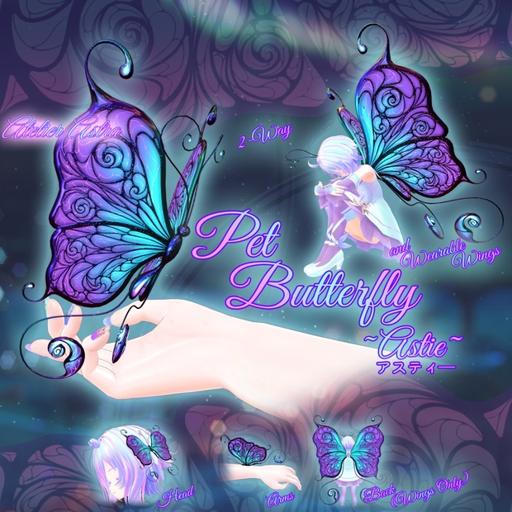 Atelier Astra
2-Way
Pet
Butterfly
~Astie~
アスティー
and
Wearable
Wings
Head
Arms
Back
(Wings Only)